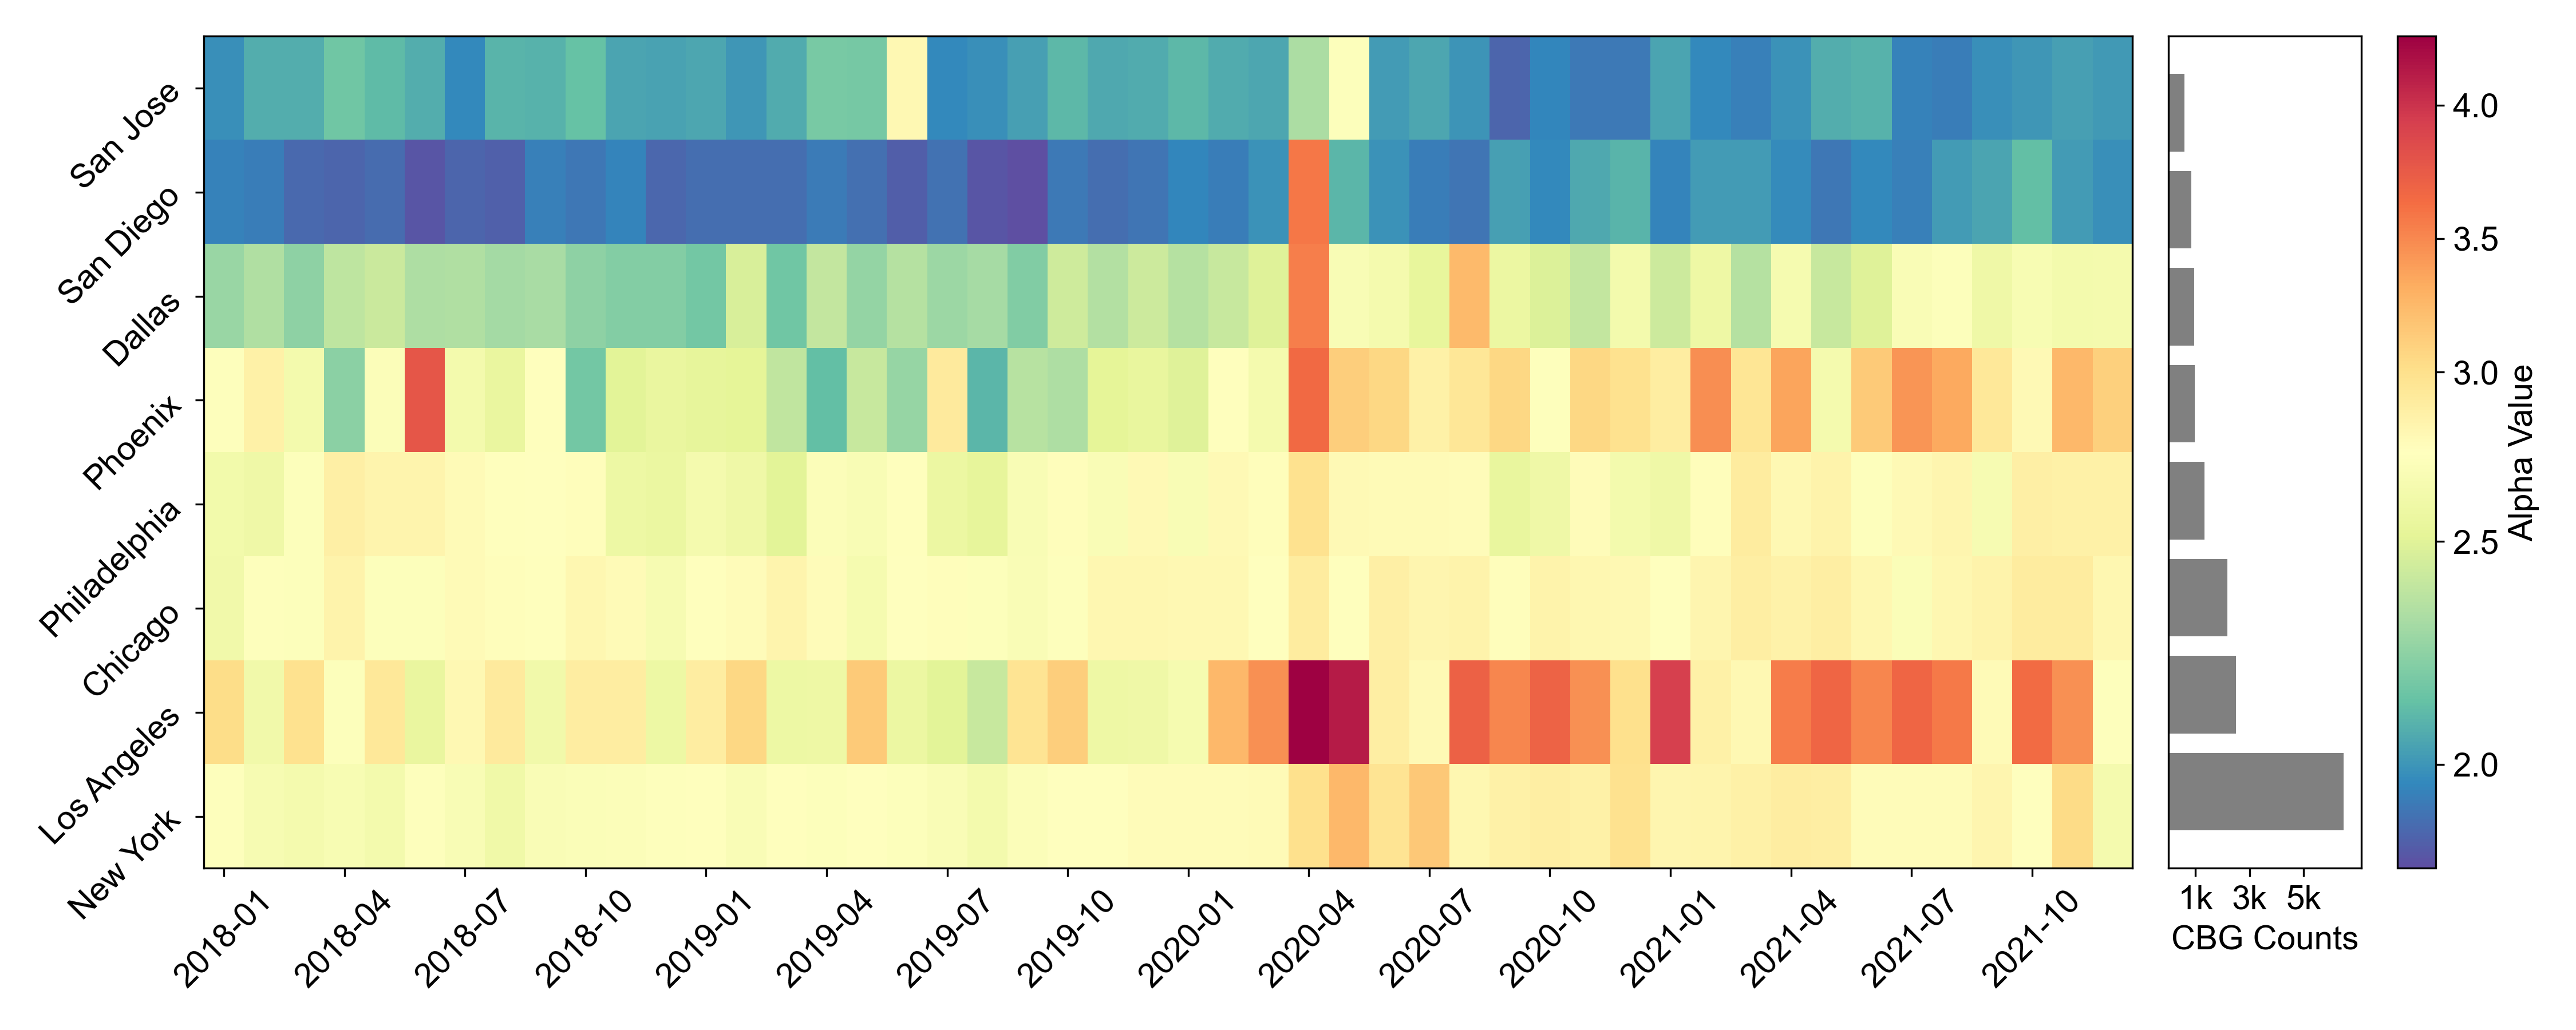 San Jose
San Diego
Dallas
Phoenix
Philadelphia
Chicago
Los Angeles
New York
2018-01
2018-04
2018-07
2018-10
2019-01
2019-04
2019-07
2019-10
2020-01
2020-04
2020-07
2020-10
2021-01
2021-04
2021-07
2021-10
1k 3k 5k
CBG Counts
4.0
3.5
3.0
2.5
2.0
Alpha Value